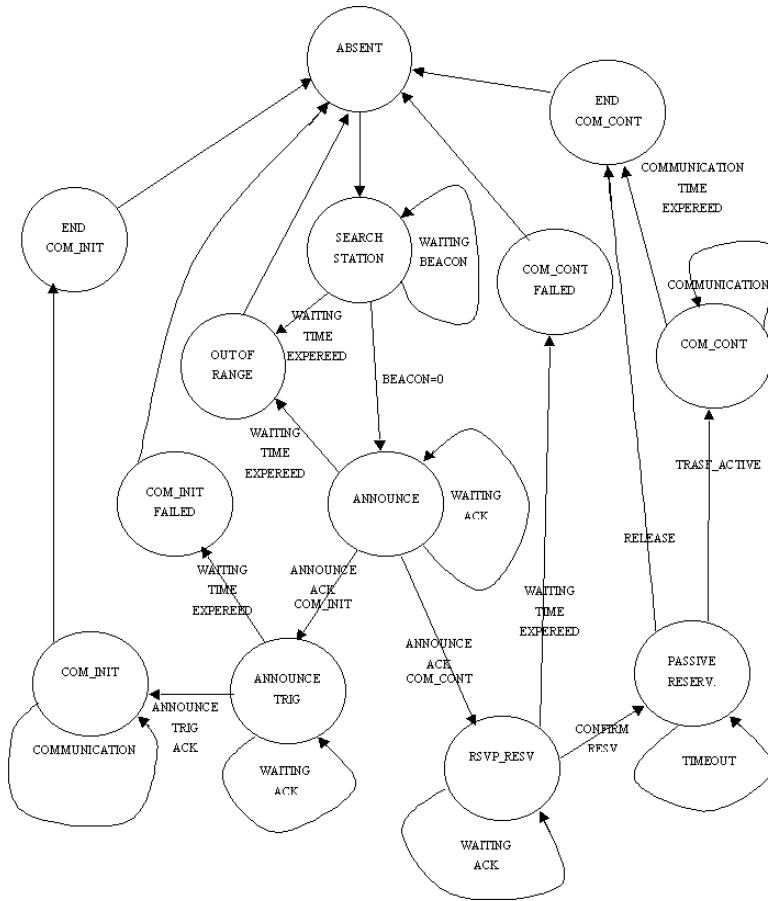 ABSENT
END
COM_CONT
COMMUNICATION
TIME
EXPEREED
END
COM_INIT
SEARCH
STATION
WAITING
BEACON
COM_CONT
FAILED
COMMUNICATION
WAITING
TIME
EXPEREED
OUT OF
RANGE
COM_CONT
BEACON=0
WAITING
TIME
EXPEREED
TRASF_ACTIVE
COM_INIT
FAILED
ANNOUNCE
WAITING
ACK
RELEASE
WAITING
TIME
EXPEREED
ANNOUNCE
ACK
COM_INIT
WAITING
TIME
EXPEREED
ANNOUNCE
ACK
COM_CONT
PASSIVE
RESERV.
COM_INIT
ANNOUNCE
TRIG
ANNOUNCE
TRIG
ACK
COMMUNICATION
CONFIRM
RESV
RSVP_RESV
TIMEOUT
WAITING
ACK
WAITING
ACK